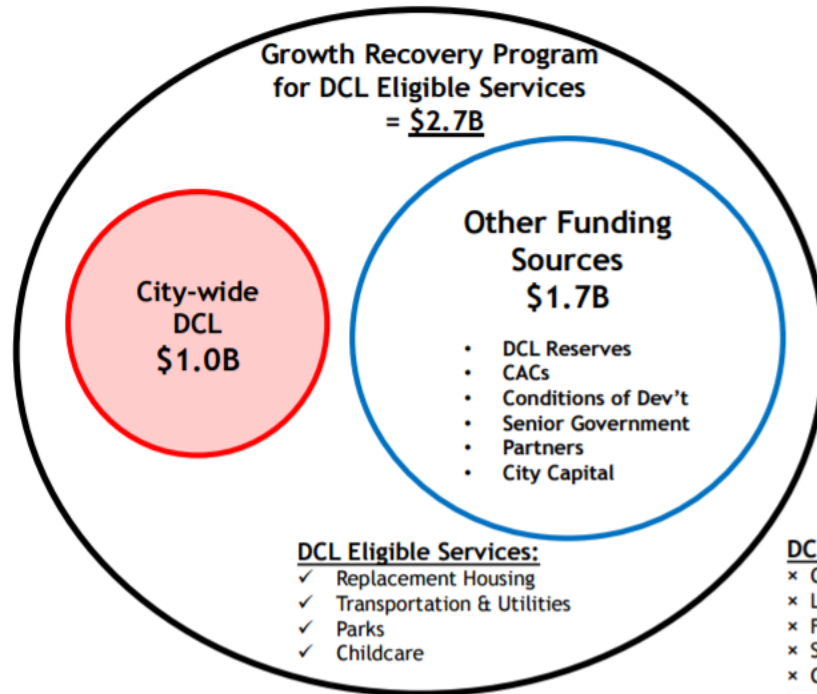 Growth Recovery Program
for DCL Eligible Services
= $2.7B
City-wide
DCL
$1.0B
Other Funding
Sources
$1.7B
• DCL Reserves
• CACs
• Conditions of Dev't
• Senior Government
• Partners
• City Capital
DCL Eligible Services:
✓ Replacement Housing
✓ Transportation & Utilities
✓ Parks
✓ Childcare